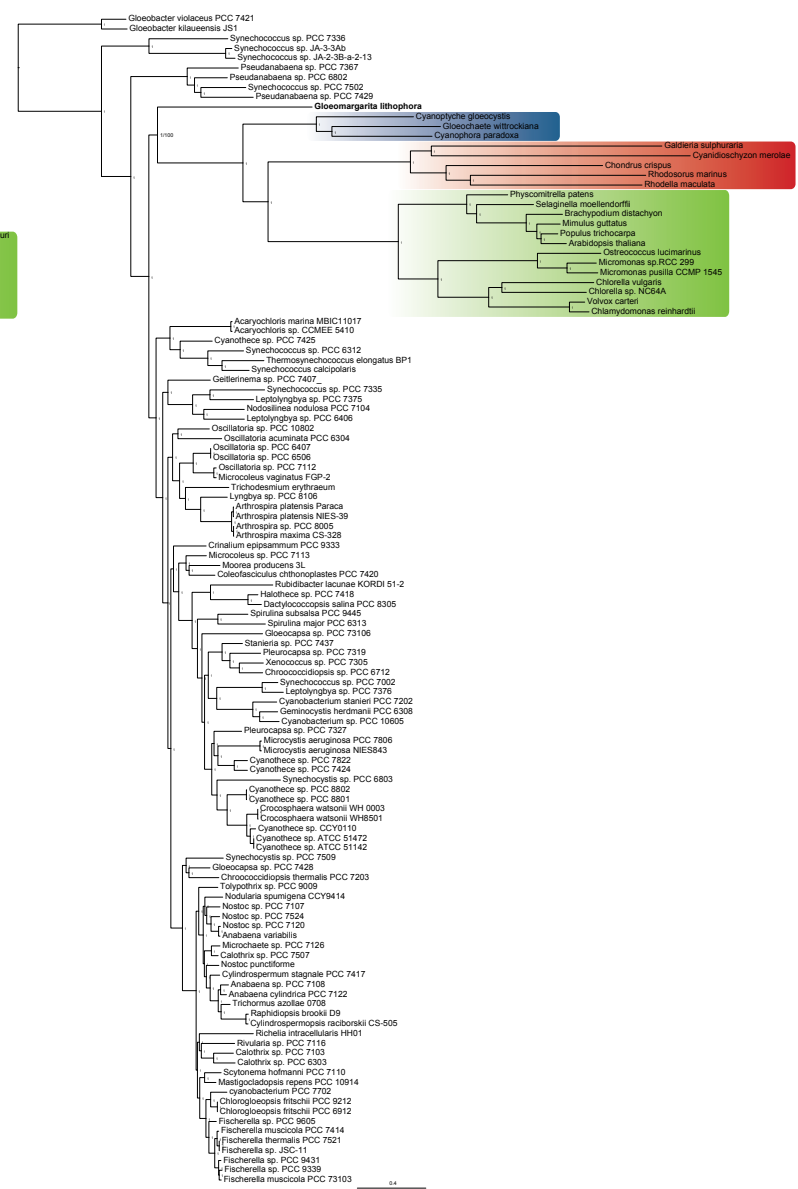 Gloeobacter violaceus PCC 7421
Gloeobacter kilaueensis JS1
Synechococcus sp. PCC 7336
Synechococcus sp. JA-3-3Ab
Synechococcus sp. JA-2-3B-a-2-13
Pseudanabaena sp. PCC 7367
Pseudanabaena sp. PCC 6802
Synechococcus sp. PCC 7502
Pseudanabaena sp. PCC 7429
Gloeomargarita lithophora
Cyanoptyche gloeocystis
Gloeochaete wittrockiana
1/100
Cyanophora paradoxa
Galdieria sulphuraria
Cyanidioschyzon merolae
Chondrus crispus
Rhodosorus marinus
Rhodella maculata
Physcomitrella patens
Selaginella moellendorffii
Brachypodium distachyon
Mimulus guttatus
uri
Populus trichocarpa
Arabidopsis thaliana
Ostreococcus lucimarinus
Micromonas sp.RCC 299
Micromonas pusilla CCMP 1545
Chlorella vulgaris
Chlorella sp. NC64A
Volvox carteri
Chlamydomonas reinhardtii
Acaryochloris marina MBIC11017
Acaryochloris sp. CCMEE 5410
Cyanothece sp. PCC 7425
Synechococcus sp. PCC 6312
Thermosynechococcus elongatus BP1
Synechococcus calcipolaris
Geitlerinema sp. PCC 7407_
Synechococcus sp. PCC 7335
Leptolyngbya sp. PCC 7375
Nodosilinea nodulosa PCC 7104
Leptolyngbya sp. PCC 6406
Oscillatoria sp. PCC 10802
Oscillatoria acuminata PCC 6304
Oscillatoria sp. PCC 6407
Oscillatoria sp. PCC 6506
Oscillatoria sp. PCC 7112
Microcoleus vaginatus FGP-2
Trichodesmium erythraeum
Lyngbya sp. PCC 8106
Arthrospira platensis Paraca
Arthrospira platensis NIES-39
Arthrospira sp. PCC 8005
Arthrospira maxima CS-328
Crinalium epipsammum PCC 9333
Microcoleus sp. PCC 7113
Moorea producens 3L
Coleofasciculus chthonoplastes PCC 7420
Rubidibacter lacunae KORDI 51-2
Halothece sp. PCC 7418
Dactylococcopsis salina PCC 8305
Spirulina subsalsa PCC 9445
Spirulina major PCC 6313
Gloeocapsa sp. PCC 73106
Stanieria sp. PCC 7437
Pleurocapsa sp. PCC 7319
Xenococcus sp. PCC 7305
Chroococcidiopsis sp. PCC 6712
Synechococcus sp. PCC 7002
Leptolyngbya sp. PCC 7376
Cyanobacterium stanieri PCC 7202
Geminocystis herdmanii PCC 6308
Cyanobacterium sp. PCC 10605
Pleurocapsa sp. PCC 7327
Microcystis aeruginosa PCC 7806
Microcystis aeruginosa NIES843
Cyanothece sp. PCC 7822
Cyanothece sp. PCC 7424
Synechocystis sp. PCC 6803
Cyanothece sp. PCC 8802
Cyanothece sp. PCC 8801
Crocosphaera watsonii WH 0003
Crocosphaera watsonii WH8501
Cyanothece sp. CCY0110
Cyanothece sp. ATCC 51472
Cyanothece sp. ATCC 51142
Synechocystis sp. PCC 7509
Gloeocapsa sp. PCC 7428
Chroococcidiopsis thermalis PCC 7203
Tolypothrix sp. PCC 9009
Nodularia spumigena CCY9414
Nostoc sp. PCC 7107
Nostoc sp. PCC 7524
Nostoc sp. PCC 7120
Anabaena variabilis
Microchaete sp. PCC 7126
Calothrix sp. PCC 7507
Nostoc punctiforme
Cylindrospermum stagnale PCC 7417
Anabaena sp. PCC 7108
Anabaena cylindrica PCC 7122
Trichormus azollae 0708
Raphidiopsis brookii D9
Cylindrospermopsis raciborskii CS-505
Richelia intracellularis HH01
Rivularia sp. PCC 7116
Calothrix sp. PCC 7103
Calothrix sp. PCC 6303
Scytonema hofmanni PCC 7110
Mastigocladopsis repens PCC 10914
cyanobacterium PCC 7702
Chlorogloeopsis fritschii PCC 9212
Chlorogloeopsis fritschii PCC 6912
Fischerella sp. PCC 9605
Fischerella muscicola PCC 7414
Fischerella thermalis PCC 7521
Fischerella sp. JSC-11
Fischerella sp. PCC 9431
Fischerella sp. PCC 9339
Fischerella muscicola PCC 73103
0.4